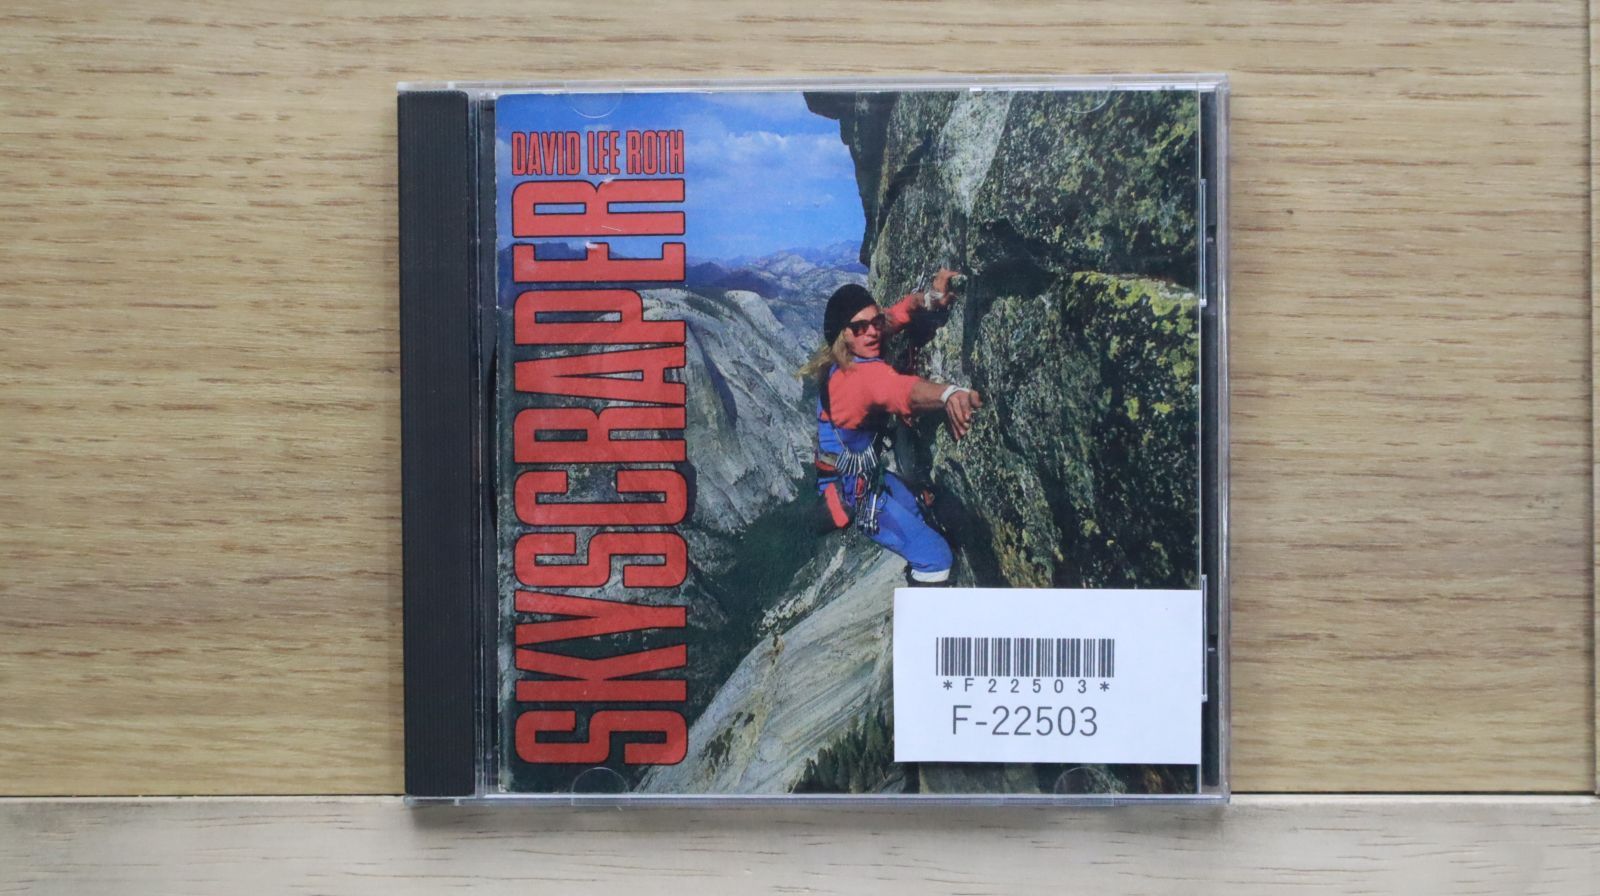 DAVID LEE ROTH
SKYSCRAPER
*F22503*
F-22503